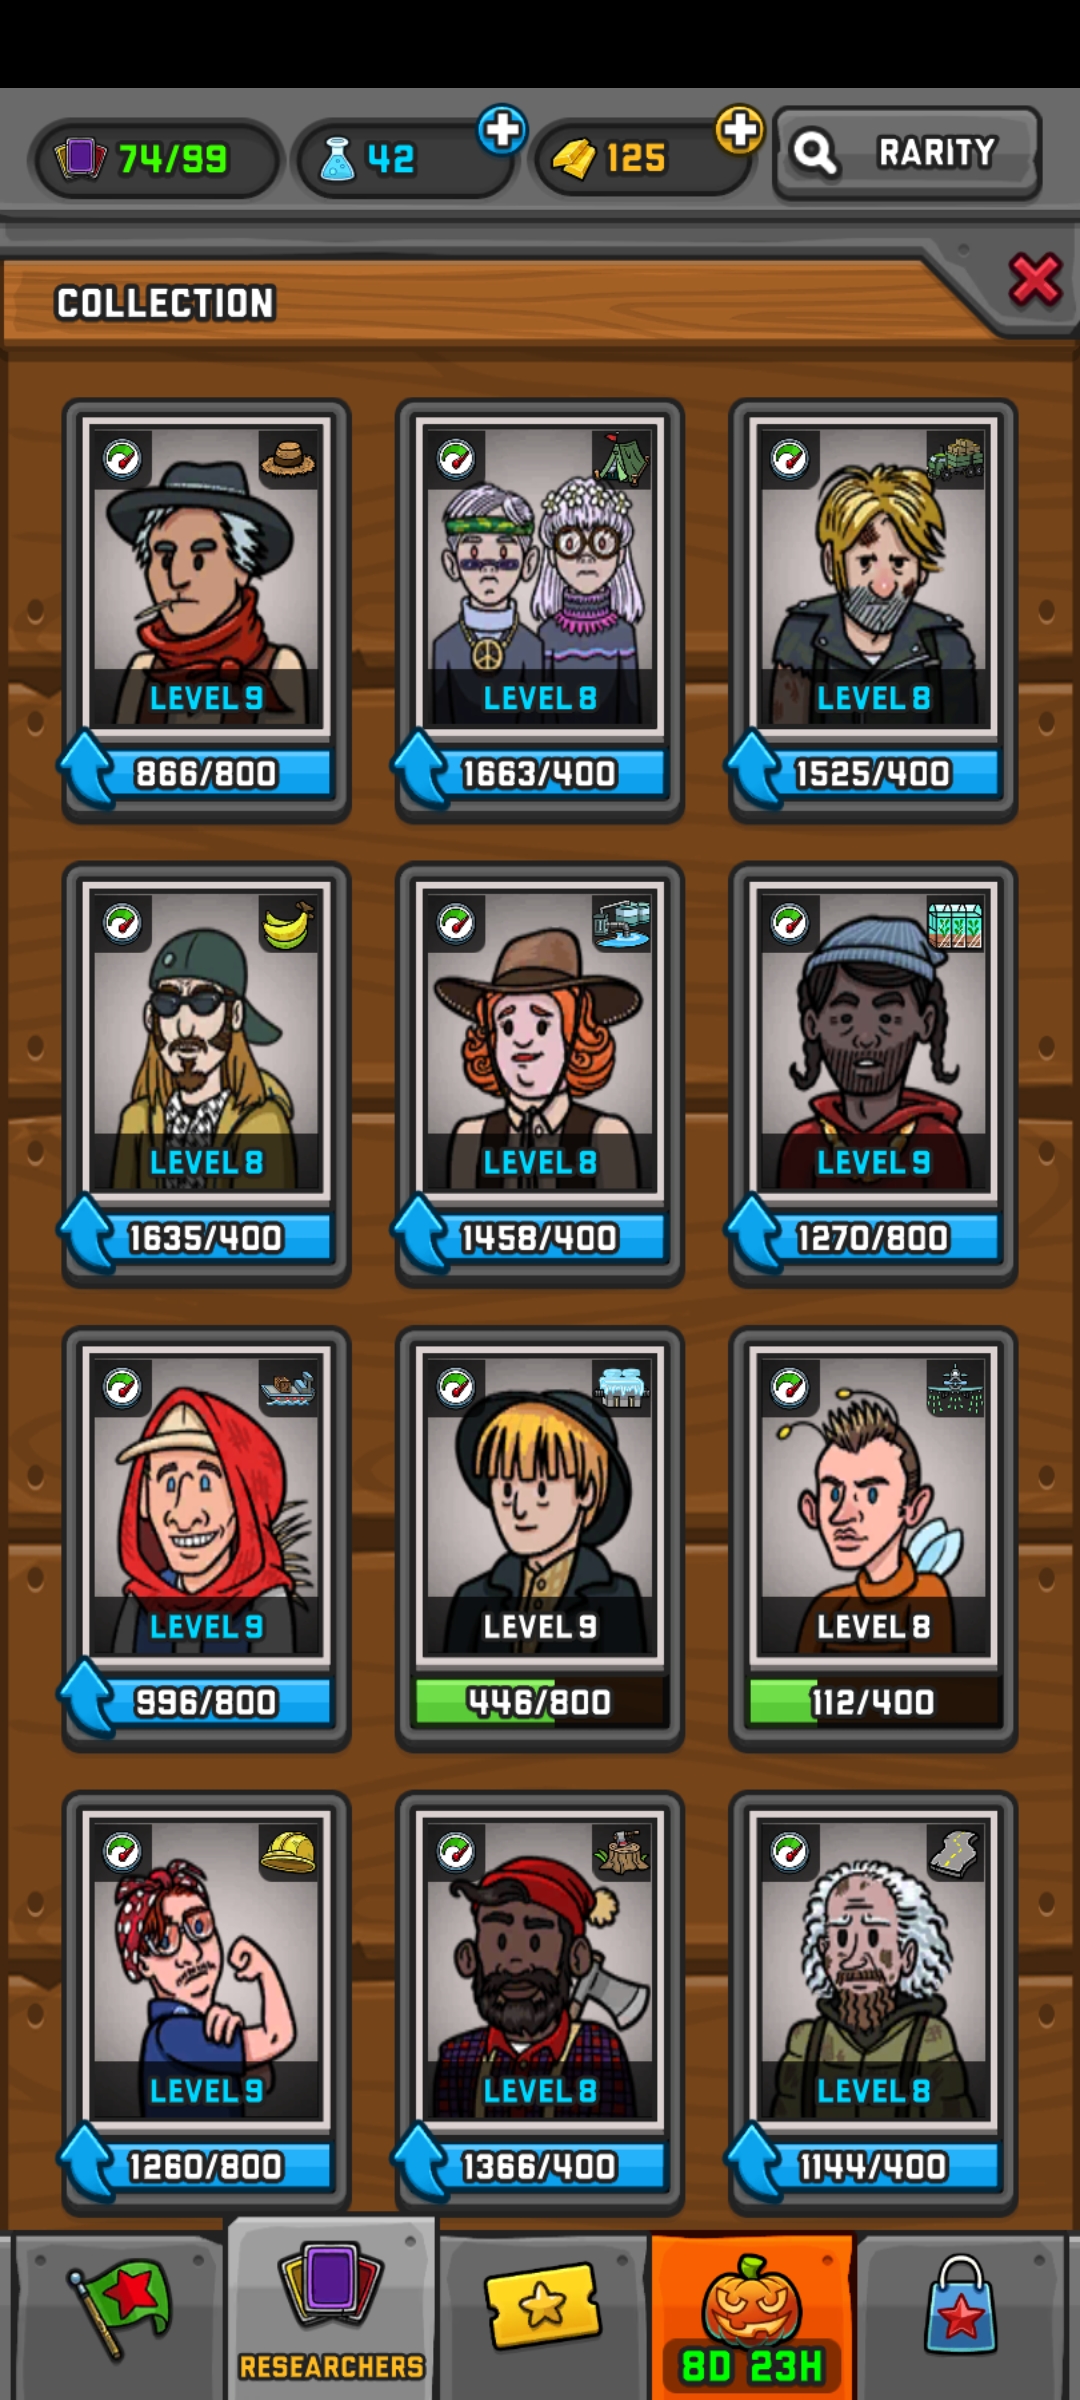 74/99
42
125
RARITY
COLLECTION
LEVEL 9
LEVEL 8
LEVEL 8
866/800
1663/400
1525/400
LEVEL 8
LEVEL 8
LEVEL 9
1635/400
1458/400
1270/800
LEVEL 9
LEVEL 9
LEVEL 8
996/800
446/800
112/400
LEVEL 9
LEVEL 8
LEVEL 8
1260/800
1366/400
1144/400
RESEARCHERS
8D 23H